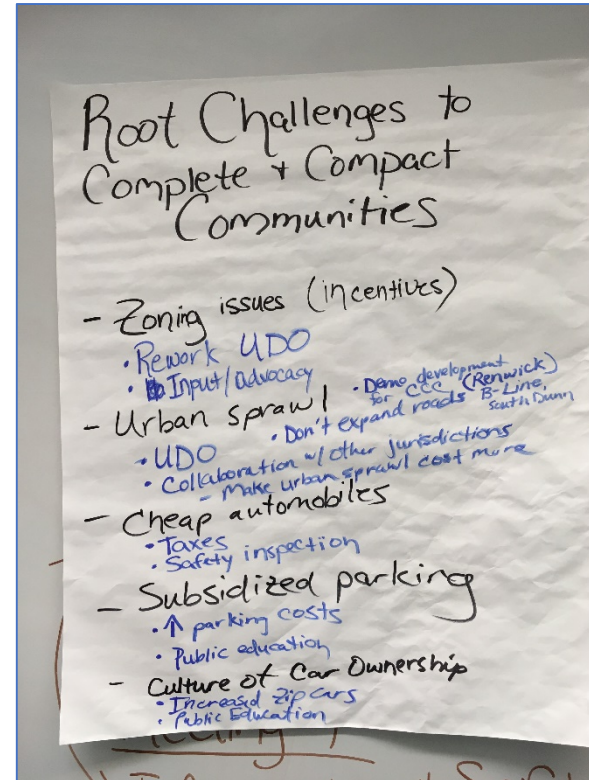 Root Challenges to
Complete + Compact
Communities
- Zoning issues (incentives)
• Rework UDO
• Input/advocacy
- Urban sprawl
• Demo development
for CCC (Renwick)
B-Line,
South Dunn
• Don't expand roads
• UDO
• Collaboration w/ other jurisdictions
- Make urban sprawl cost more
- Cheap automobiles
• Taxes
• Safety inspection
- Subsidized parking
• ↑ parking costs
• Public education
- Culture of Car Ownership
• Increased Zip cars
• Public Education